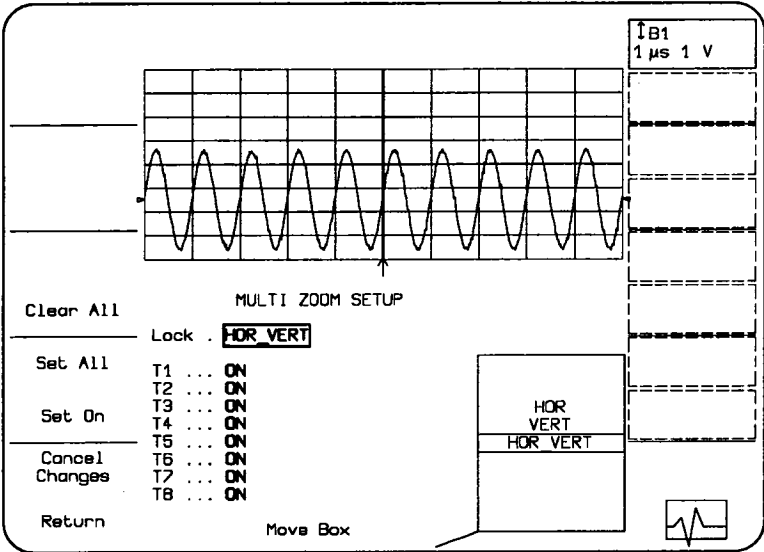 ↕B1
1 µs 1 V
MULTI ZOOM SETUP
Clear All
Lock . HOR_VERT
Set All
T1 ... ON
T2 ... ON
T3 ... ON
T4 ... ON
T5 ... ON
T6 ... ON
T7 ... ON
T8 ... ON
Set On
Cancel
Changes
Return
HOR
VERT
HOR_VERT
Move Box